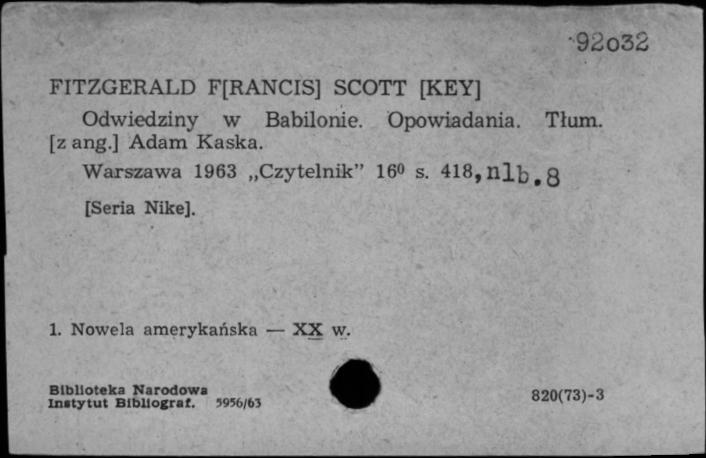 92032
FITZGERALD F[RANCIS] SCOTT [KEY]
Odwiedziny w Babilonie. Opowiadania. Tłum.
[z ang.] Adam Kaska.
Warszawa 1963 „Czytelnik” 16⁰ s. 418, nlb. 8
[Seria Nike].
1. Nowela amerykańska — XX w.
Biblioteka Narodowa
Instytut Bibliograf. 5956/63
820(73)-3